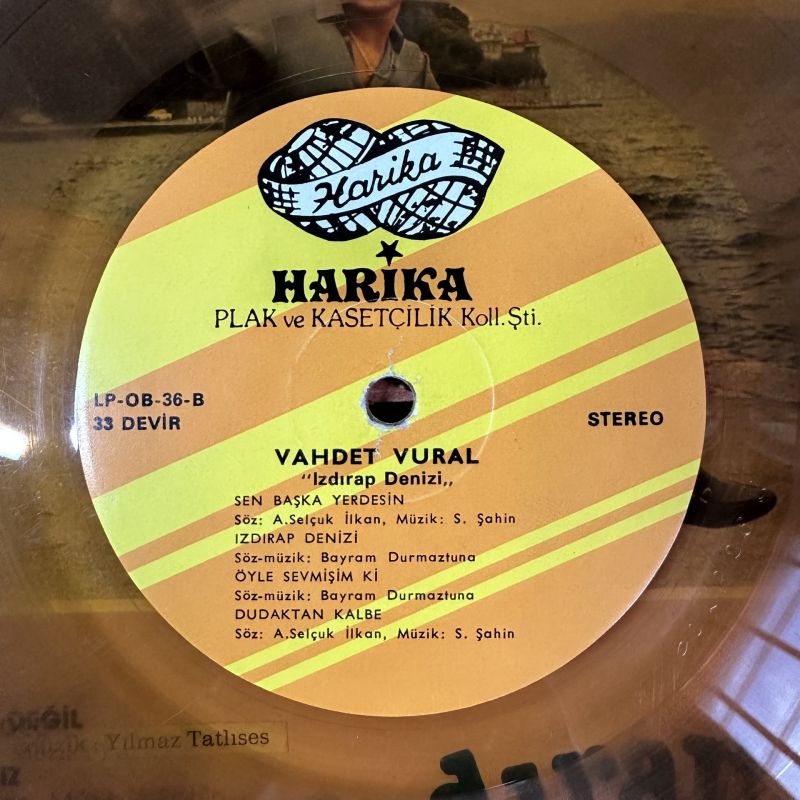 Harika
HARİKA
PLAK ve KASETÇİLİK Koll.Şti.
LP-OB-36-B
33 DEVİR
STEREO
VAHDET VURAL
"Izdırap Denizi,,
SEN BAŞKA YERDESİN
Söz: A.Selçuk İlkan, Müzik: S. Şahin
IZDIRAP DENİZİ
Söz-müzik: Bayram Durmaztuna
ÖYLE SEVMİŞİM Kİ
Söz-müzik: Bayram Durmaztuna
DUDAKTAN KALBE
Söz: A.Selçuk İlkan, Müzik: S. Şahin
DEĞİL
Müzik: Yılmaz Tatlıses